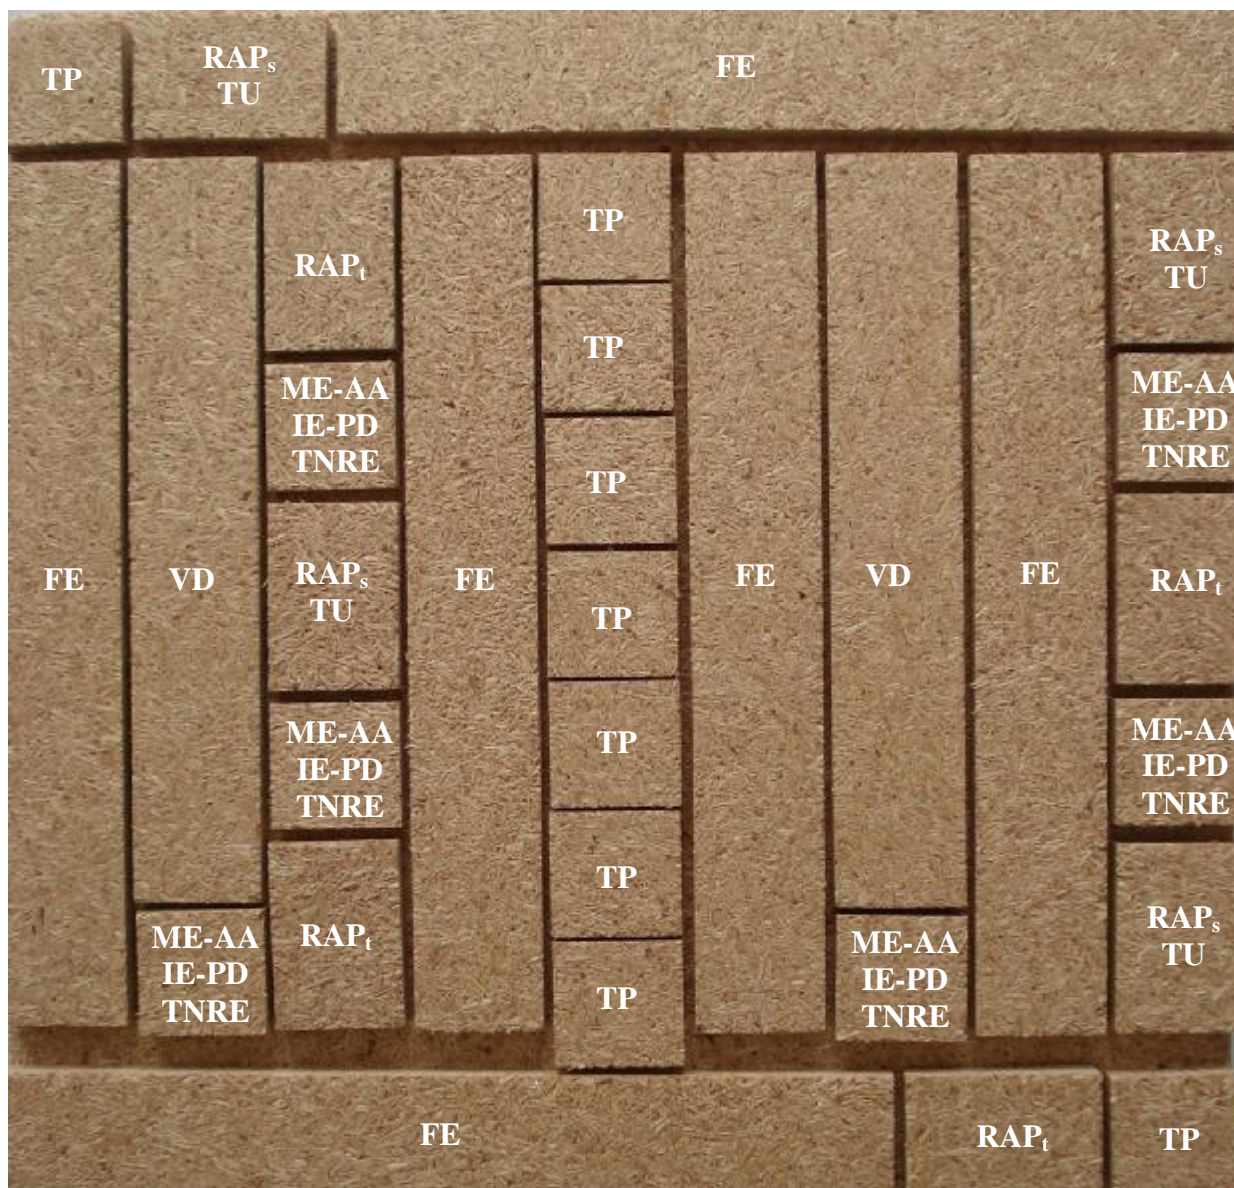 TP
RAPs
TU
FE
FE
VD
RAPt
ME-AA
IE-PD
TNRE
RAPs
TU
ME-AA
IE-PD
TNRE
RAPt
ME-AA
IE-PD
TNRE
FE
TP
TP
TP
TP
TP
TP
TP
FE
VD
ME-AA
IE-PD
TNRE
FE
RAPs
TU
ME-AA
IE-PD
TNRE
RAPt
ME-AA
IE-PD
TNRE
RAPs
TU
FE
RAPt
TP